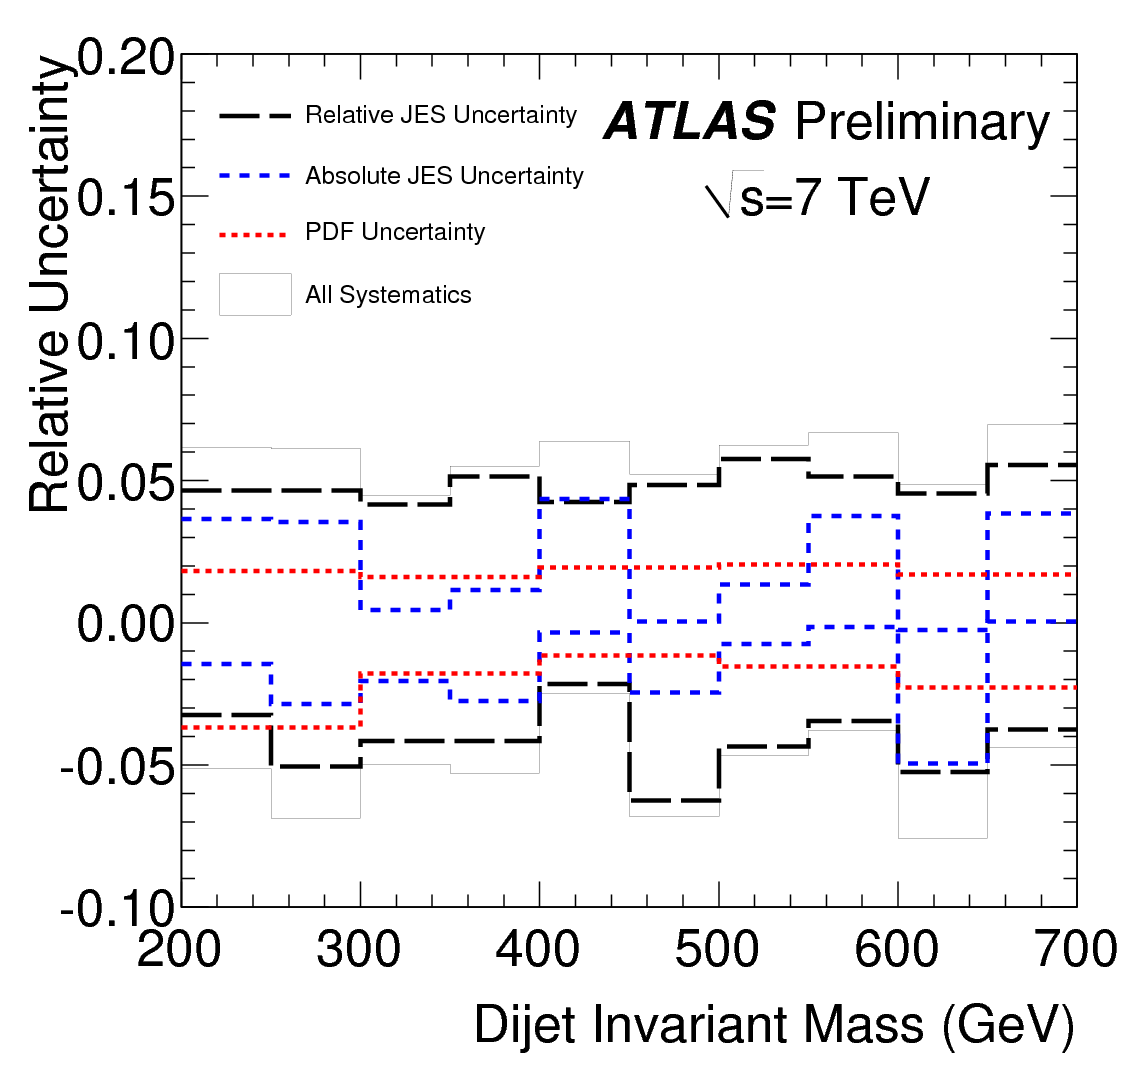 0.20
0.15
0.10
0.05
0.00
-0.05
-0.10
Relative Uncertainty
Relative JES Uncertainty
Absolute JES Uncertainty
PDF Uncertainty
All Systematics
ATLAS Preliminary
√s=7 TeV
200 300 400 500 600 700
Dijet Invariant Mass (GeV)